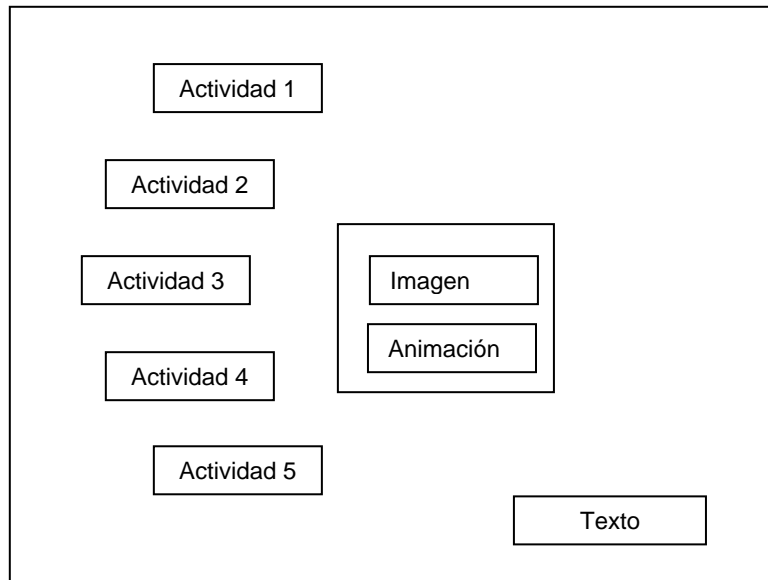 Actividad 1
Actividad 2
Actividad 3
Imagen
Animación
Actividad 4
Actividad 5
Texto